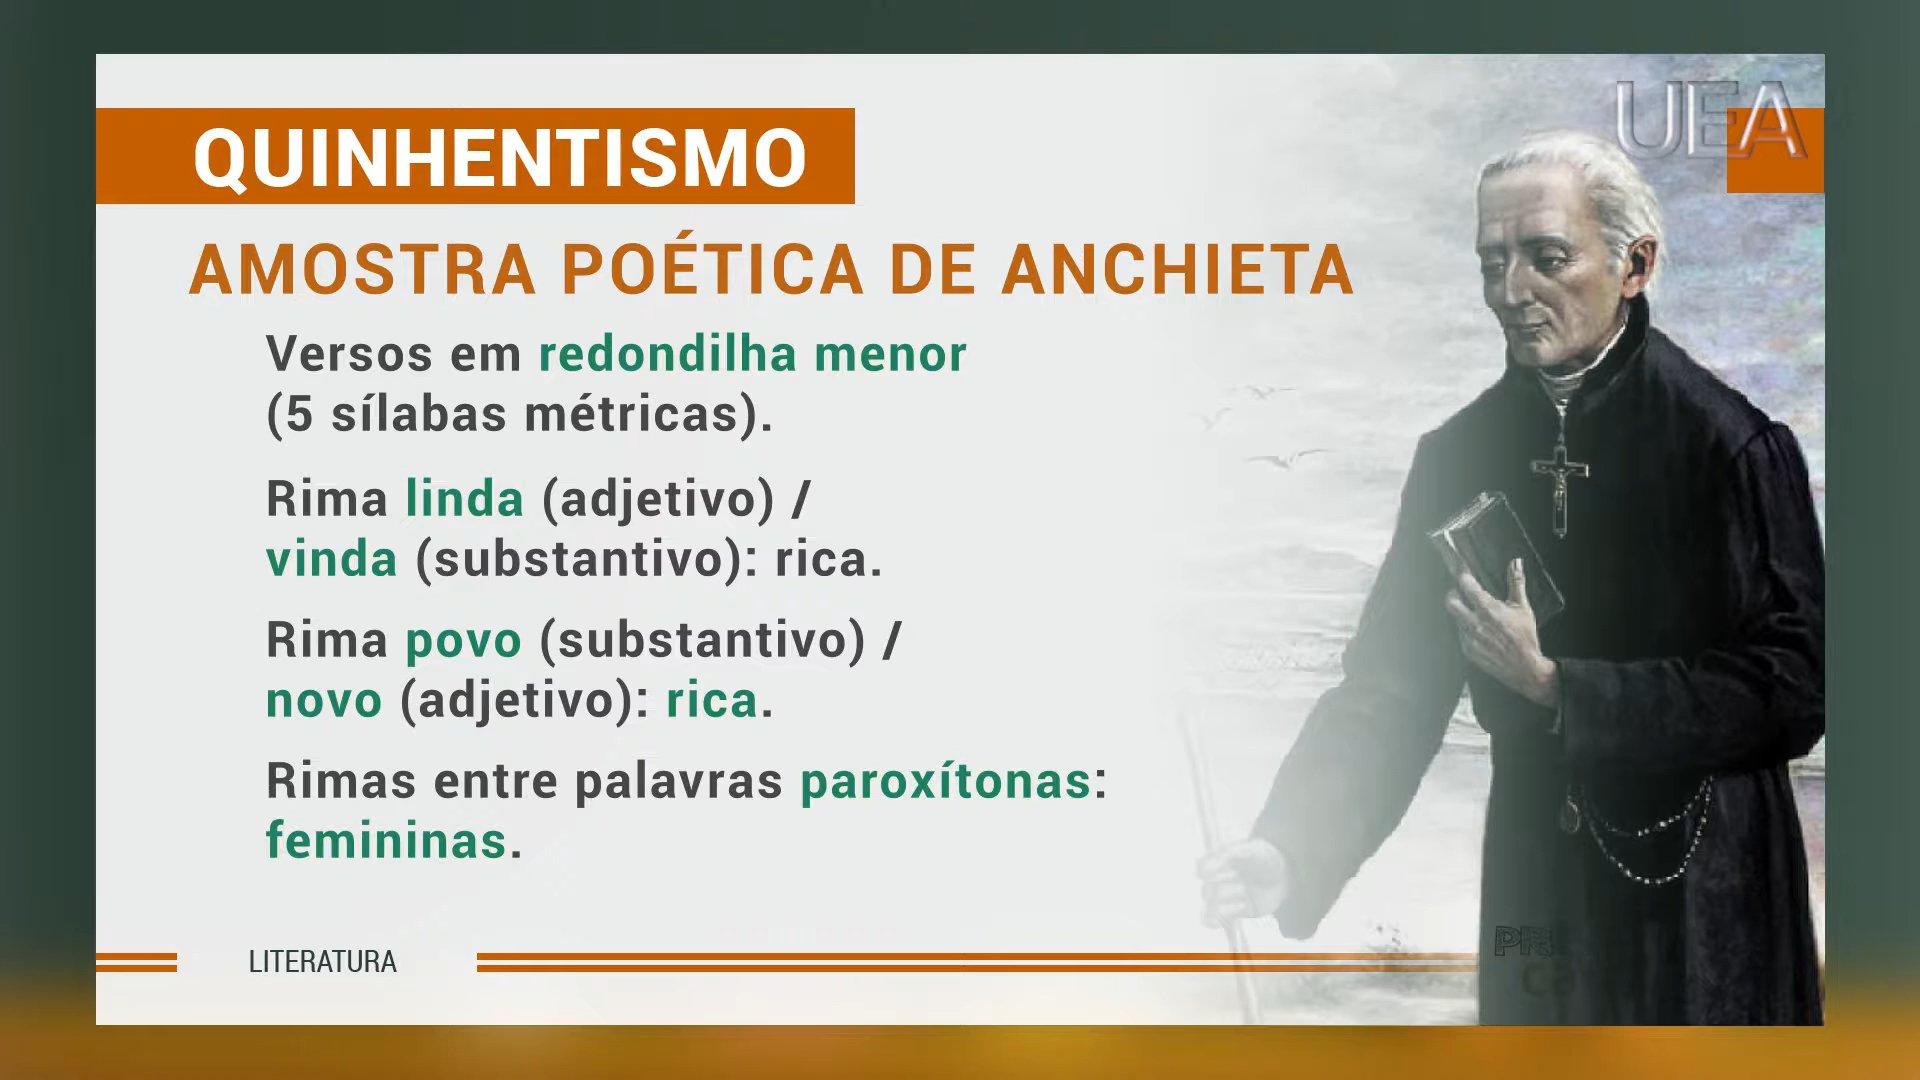 UEA
QUINHENTISMO
AMOSTRA POÉTICA DE ANCHIETA
Versos em redondilha menor
(5 sílabas métricas).
Rima linda (adjetivo) /
vinda (substantivo): rica.
Rima povo (substantivo) /
novo (adjetivo): rica.
Rimas entre palavras paroxítonas:
femininas.
LITERATURA